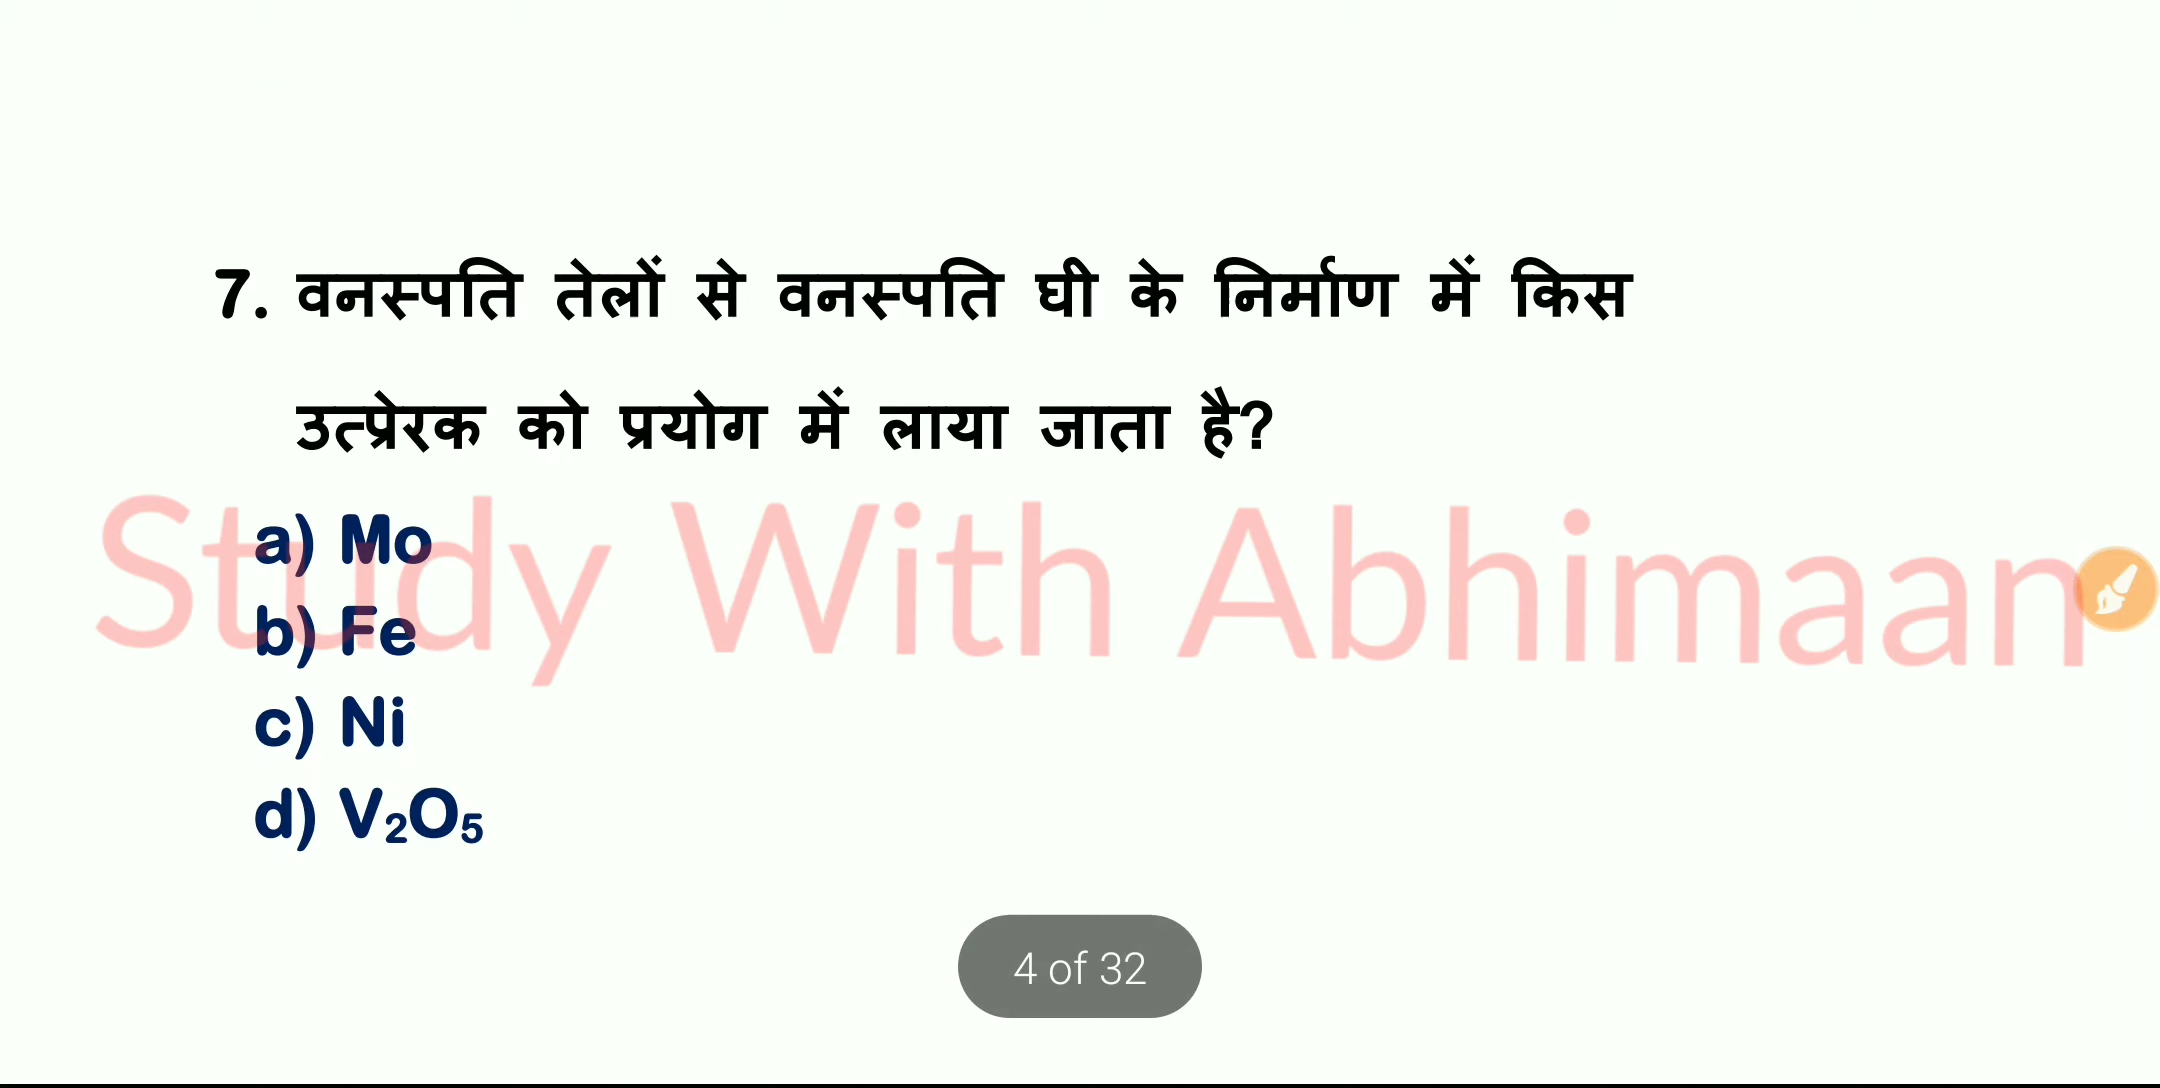 7. वनस्पति तेलों से वनस्पति घी के निर्माण में किस
उत्प्रेरक को प्रयोग में लाया जाता है?
Study With Abhimaan
a) Mo
b) Fe
c) Ni
d) V₂O₅
4 of 32